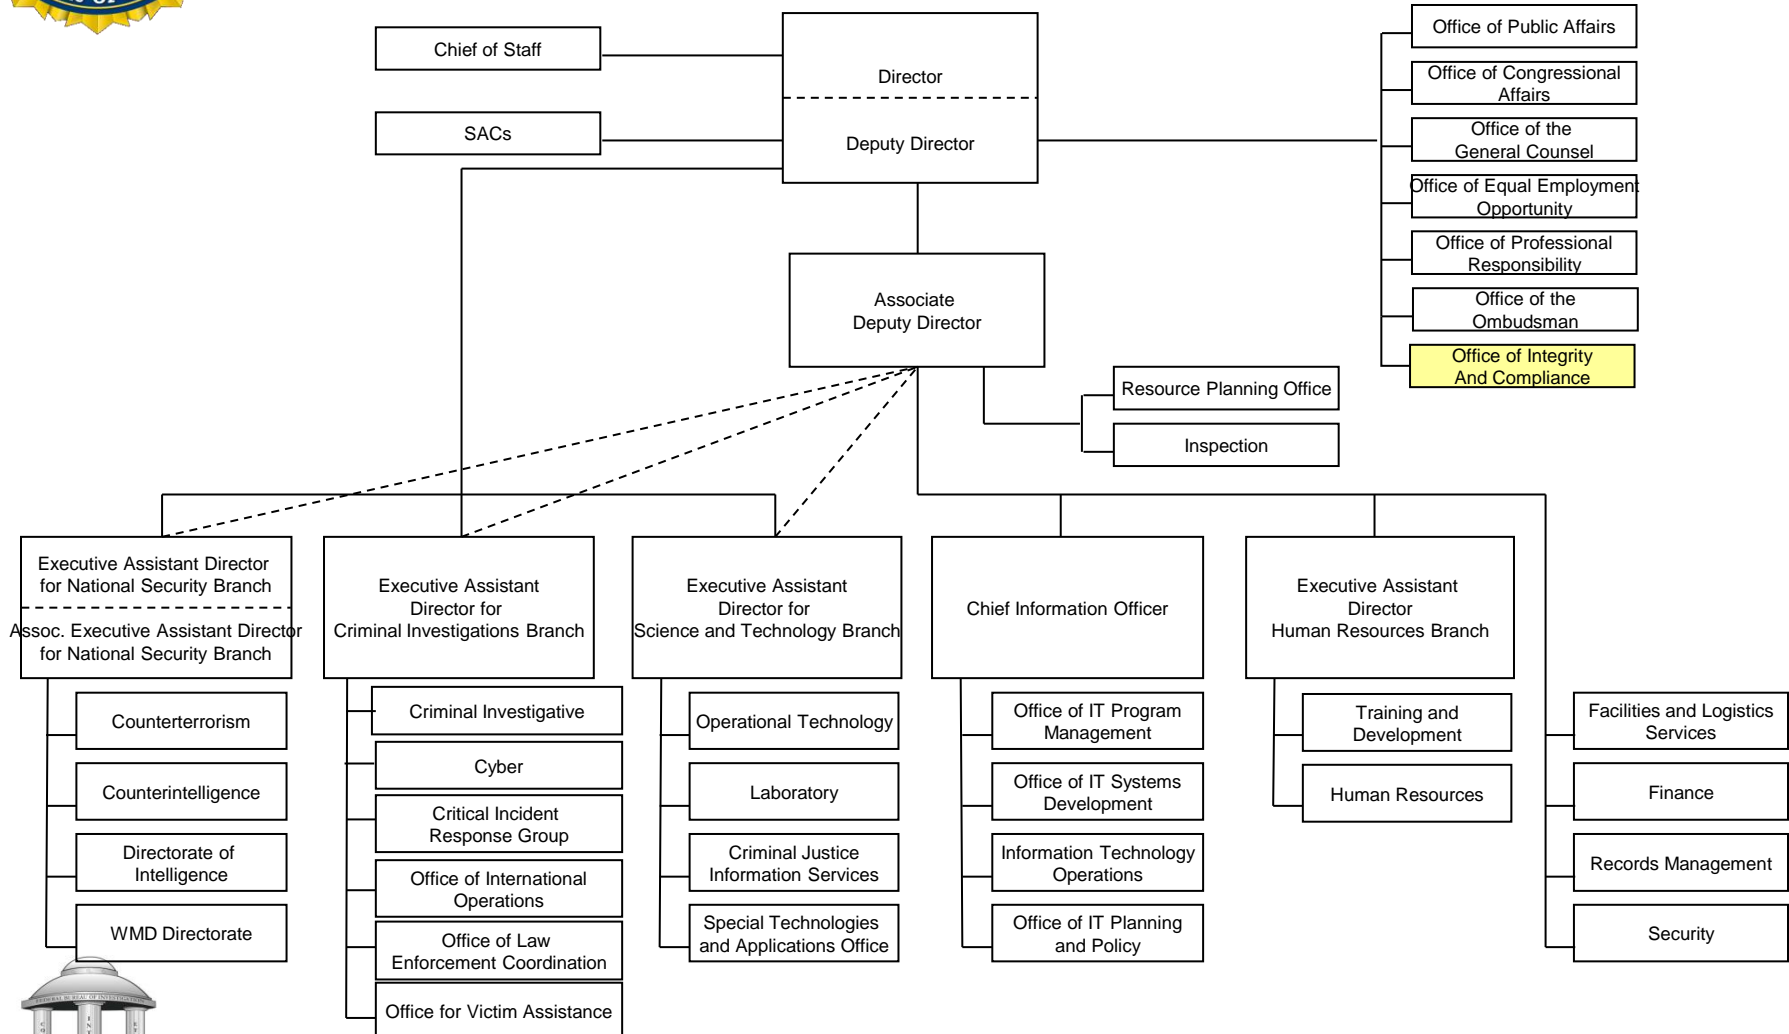 OF
Chief of Staff
SACs
Director
Deputy Director
Office of Public Affairs
Office of Congressional
Affairs
Office of the
General Counsel
Office of Equal Employment
Opportunity
Office of Professional
Responsibility
Office of the
Ombudsman
Office of Integrity
And Compliance
Associate
Deputy Director
Resource Planning Office
Inspection
Executive Assistant Director
for National Security Branch
Assoc. Executive Assistant Director
for National Security Branch
Counterterrorism
Counterintelligence
Directorate of
Intelligence
WMD Directorate
Executive Assistant
Director for
Criminal Investigations Branch
Criminal Investigative
Cyber
Critical Incident
Response Group
Office of International
Operations
Office of Law
Enforcement Coordination
Office for Victim Assistance
Executive Assistant
Director for
Science and Technology Branch
Operational Technology
Laboratory
Criminal Justice
Information Services
Special Technologies
and Applications Office
Chief Information Officer
Office of IT Program
Management
Office of IT Systems
Development
Information Technology
Operations
Office of IT Planning
and Policy
Executive Assistant
Director
Human Resources Branch
Training and
Development
Human Resources
Facilities and Logistics
Services
Finance
Records Management
Security
FEDERAL BUREAU OF INVESTIGATION